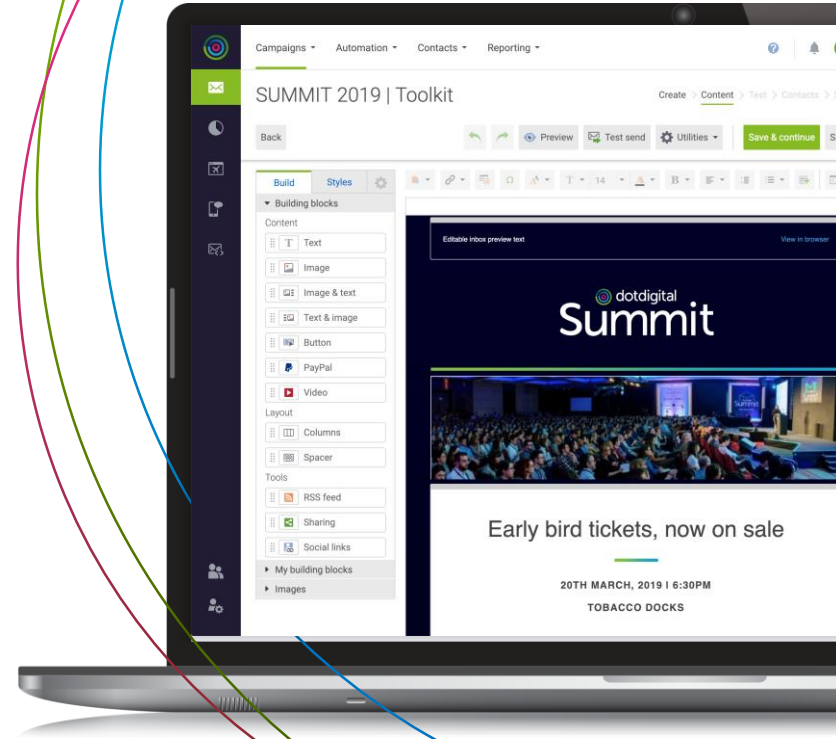 Campaigns Automation Contacts Reporting
SUMMIT 2019 | Toolkit
Create > Content > Test > Contacts >
Back
Preview Test send Utilities Save & continue
Build Styles
T 14 A B
Building blocks
Content
Text
Image
Image & text
Text & image
Button
PayPal
Video
Layout
Columns
Spacer
Tools
RSS feed
Sharing
Social links
My building blocks
Images
Editable inbox preview text View in browser
dotdigital
Summit
Summit
Early bird tickets, now on sale
20TH MARCH, 2019 I 6:30PM
TOBACCO DOCKS